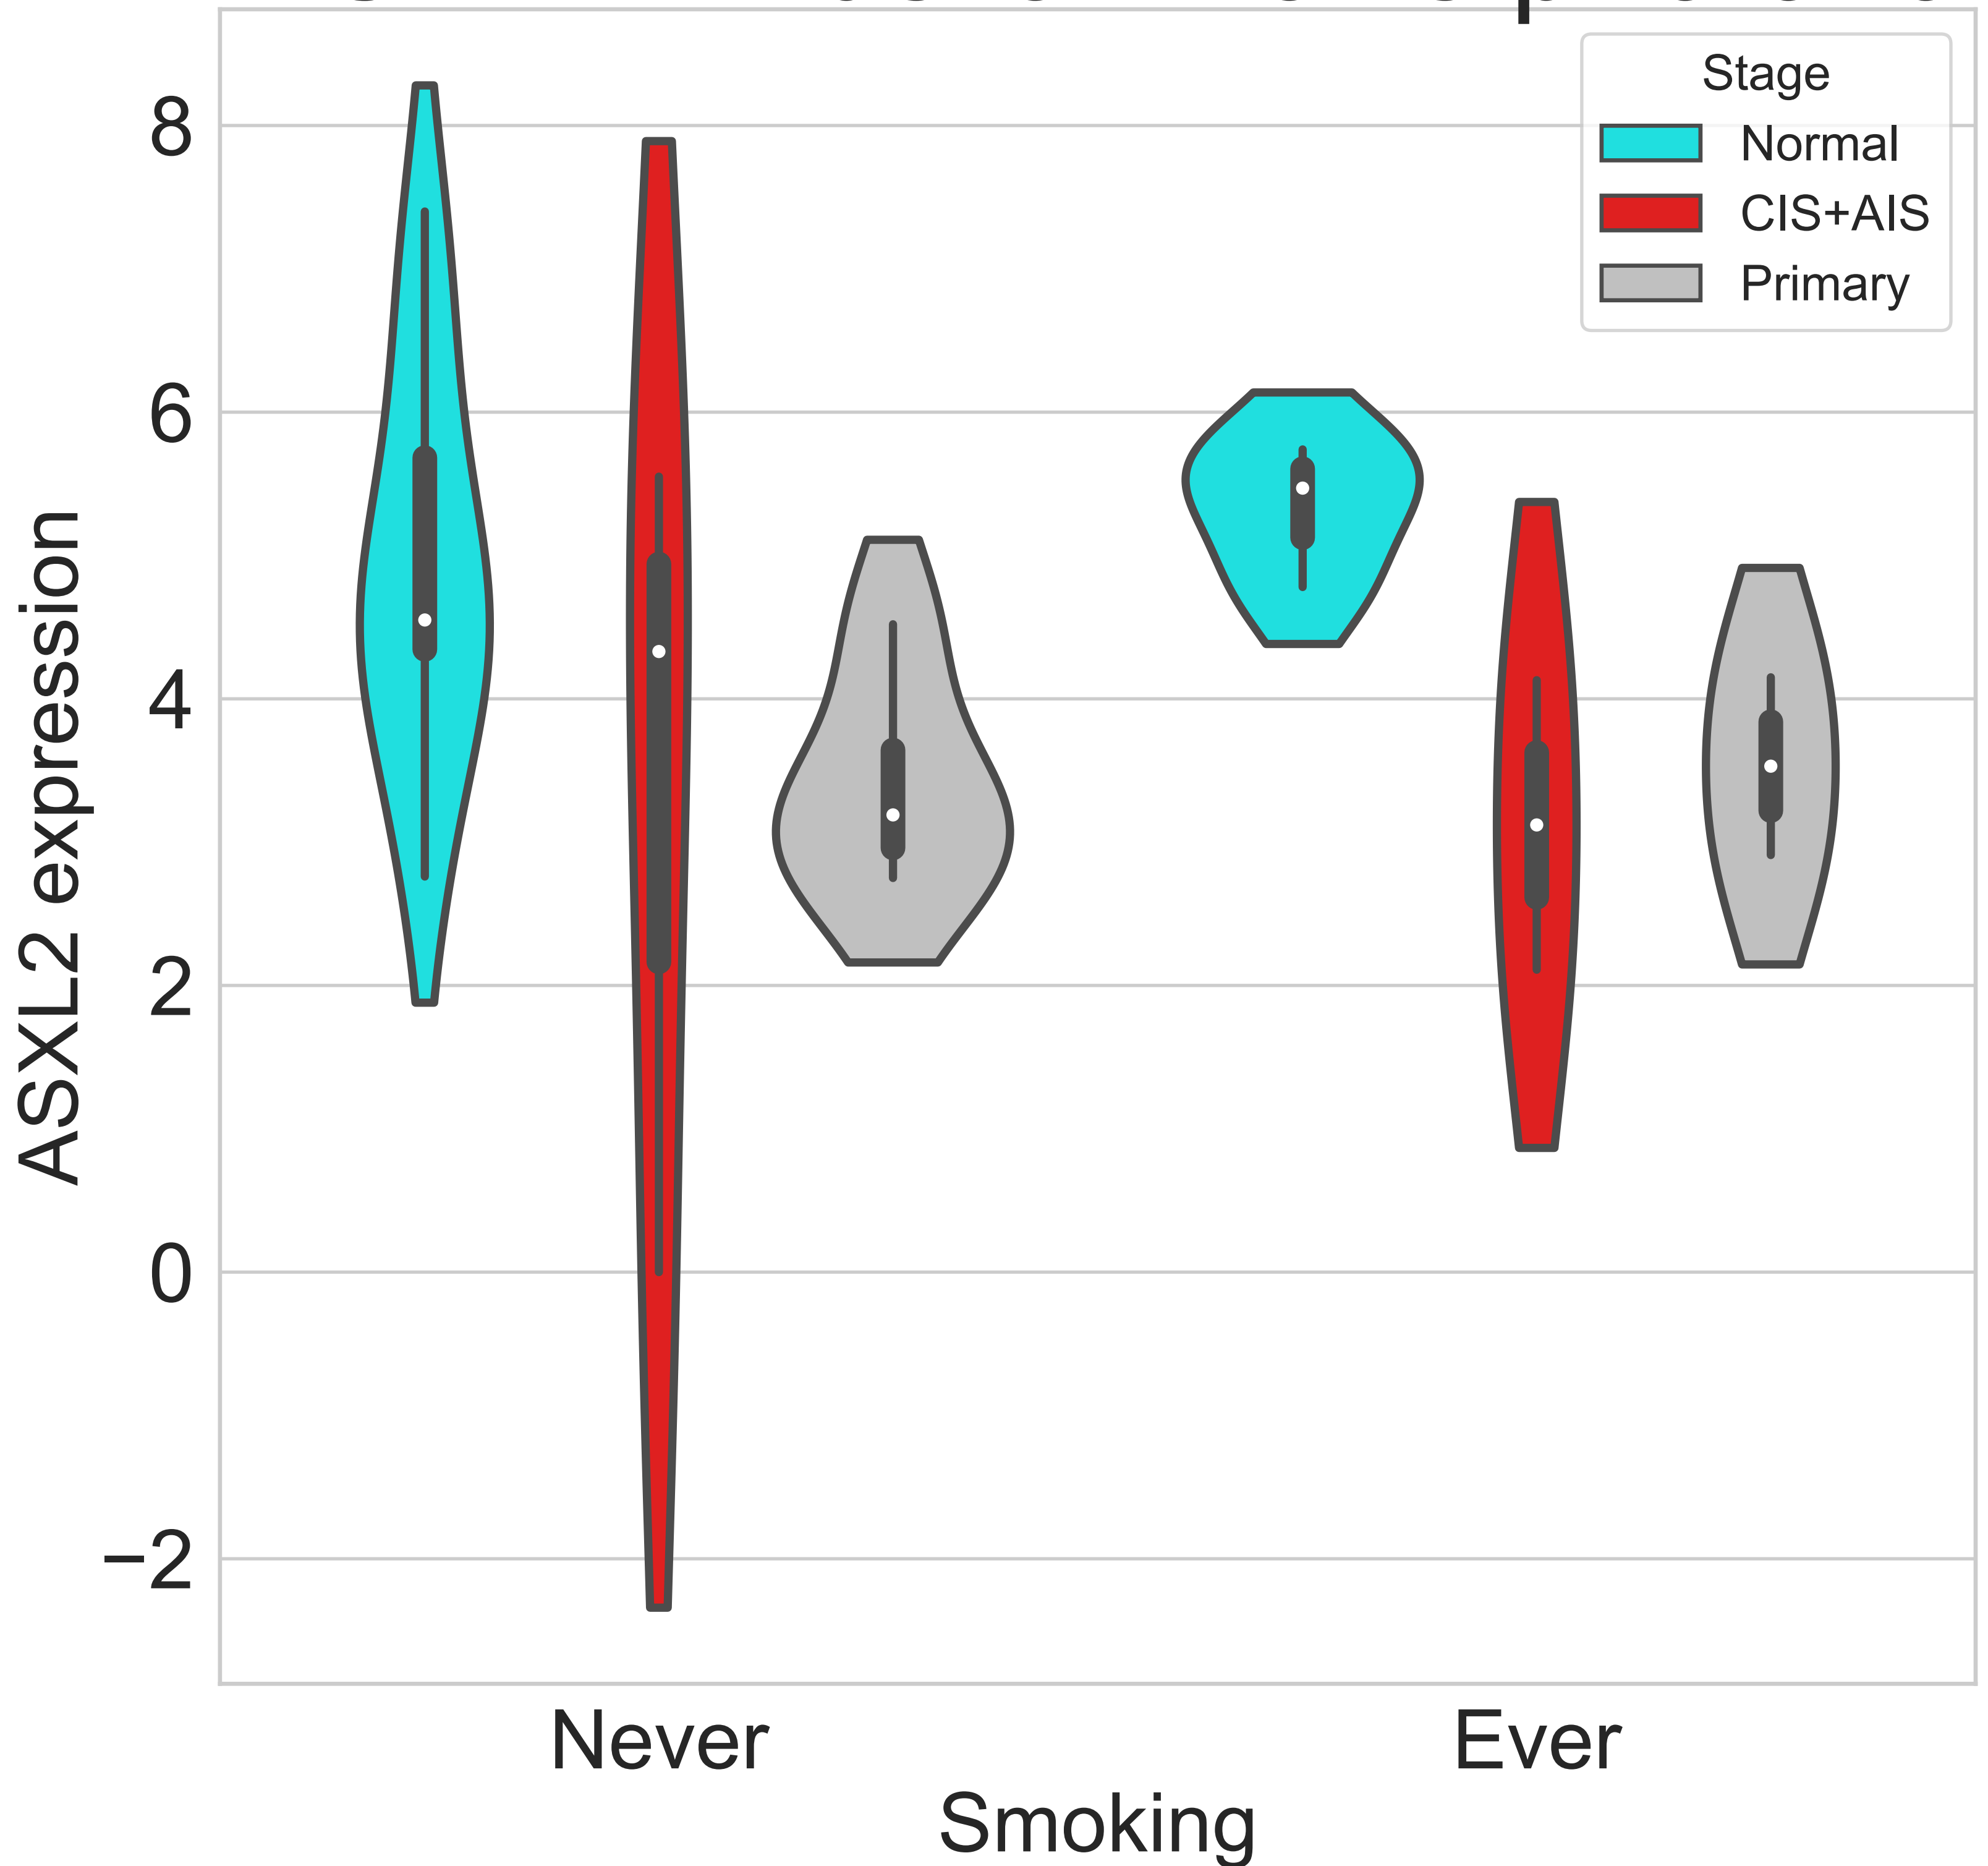 Stage
Normal
CIS+AIS
Primary
8
6
4
2
0
−2
ASXL2 expression
Never
Ever
Smoking